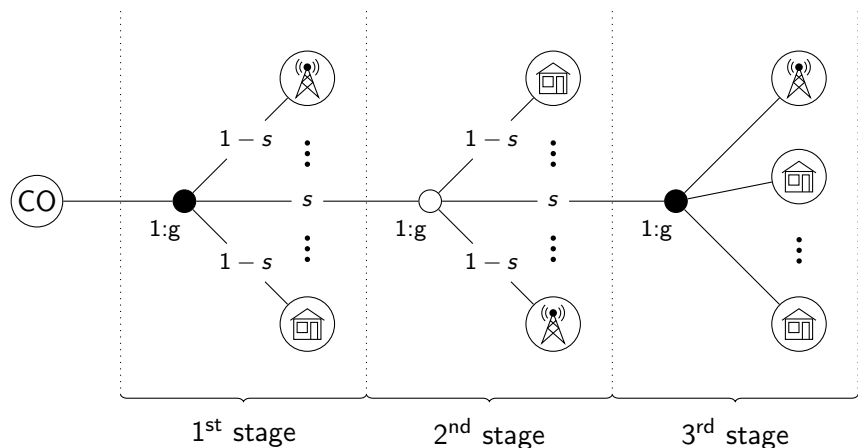 1 − s
1 − s
CO
s
s
1:g
1:g
1:g
1 − s
1 − s
1st stage
2nd stage
3rd stage